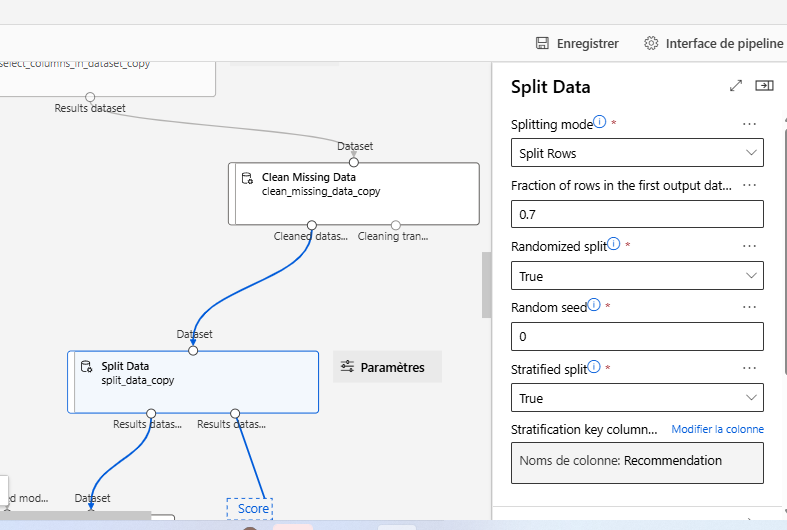 Enregistrer
Interface de pipeline
select_columns_in_dataset_copy
Results dataset
Dataset
Clean Missing Data
clean_missing_data_copy
Cleaned datas...
Cleaning tran...
Dataset
Split Data
split_data_copy
Paramètres
Results datas...
Results datas...
ed mod...
Dataset
Score
Split Data
Splitting mode *
Split Rows
Fraction of rows in the first output dat...
0.7
Randomized split *
True
Random seed *
0
Stratified split *
True
Stratification key column...
Modifier la colonne
Noms de colonne: Recommendation